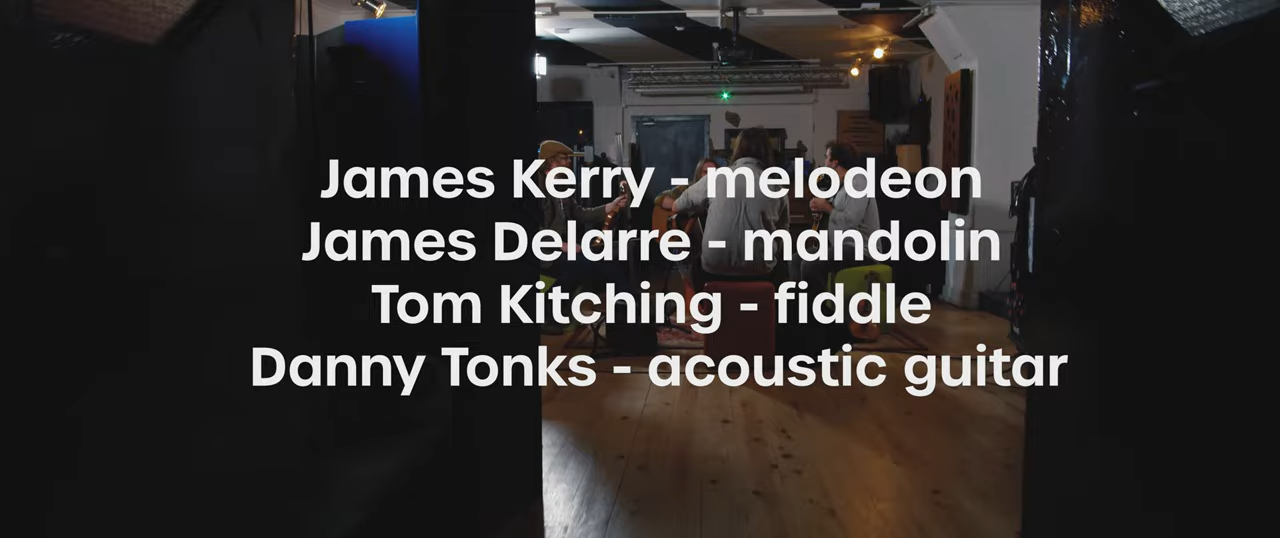 James Kerry - melodeon
James Delarre - mandolin
Tom Kitching - fiddle
Danny Tonks - acoustic guitar